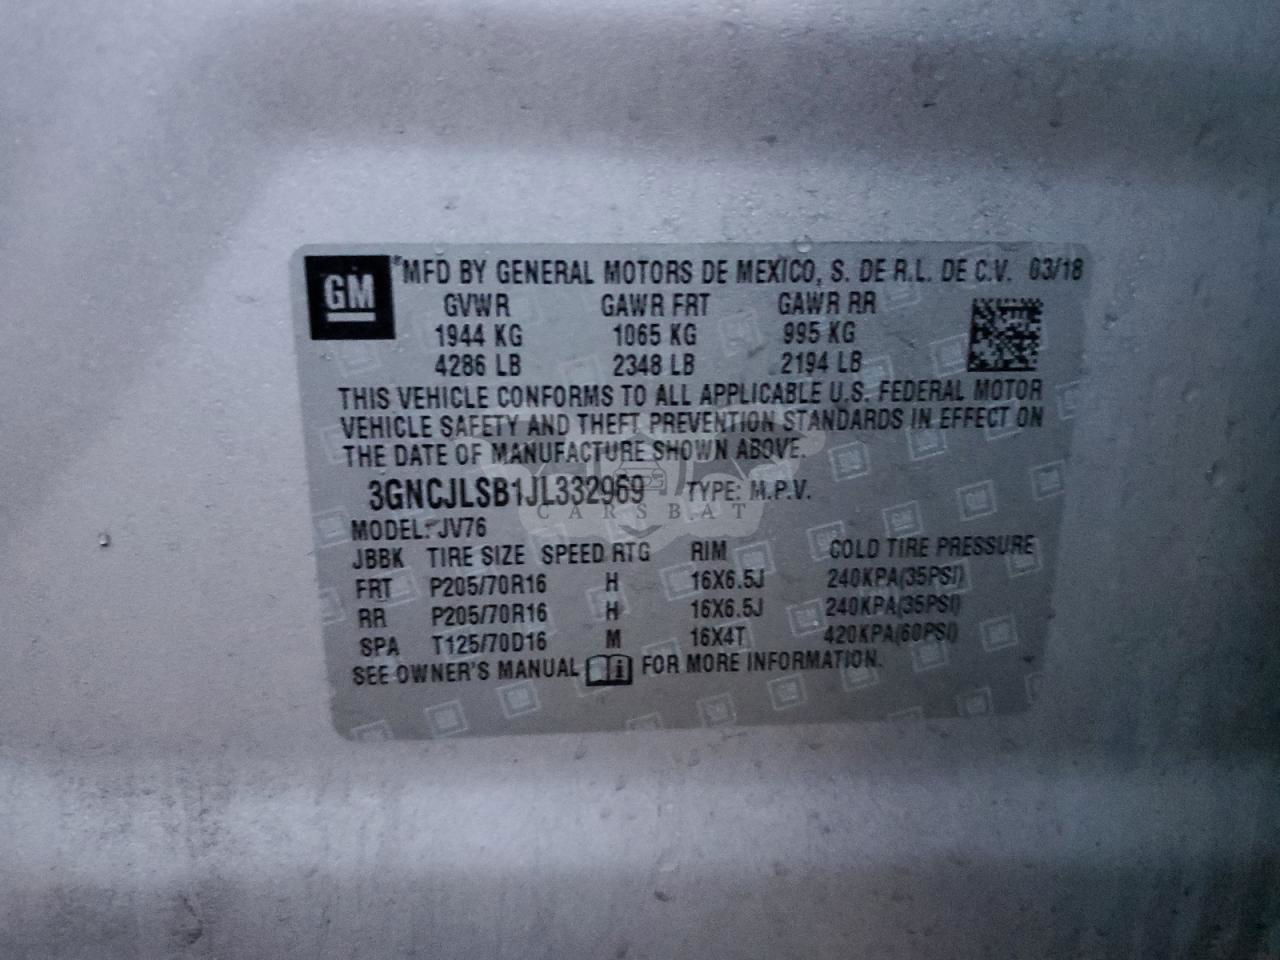 GM
MFD BY GENERAL MOTORS DE MEXICO, S. DE R.L. DE C.V. 03/18
GVWR GAWR FRT GAWR RR
1944 KG 1065 KG 995 KG
4286 LB 2348 LB 2194 LB
THIS VEHICLE CONFORMS TO ALL APPLICABLE U.S. FEDERAL MOTOR
VEHICLE SAFETY AND THEFT PREVENTION STANDARDS IN EFFECT ON
THE DATE OF MANUFACTURE SHOWN ABOVE.
3GNCJLSB1JL332969 TYPE: M.P.V.
CARSBAT
MODEL: JV76
JBBK TIRE SIZE SPEED RTG RIM COLD TIRE PRESSURE
FRT P205/70R16 H 16X6.5J 240KPA(35PSI)
RR P205/70R16 H 16X6.5J 240KPA(35PSI)
SPA T125/70D16 M 16X4T 420KPA(60PSI)
SEE OWNER'S MANUAL FOR MORE INFORMATION.